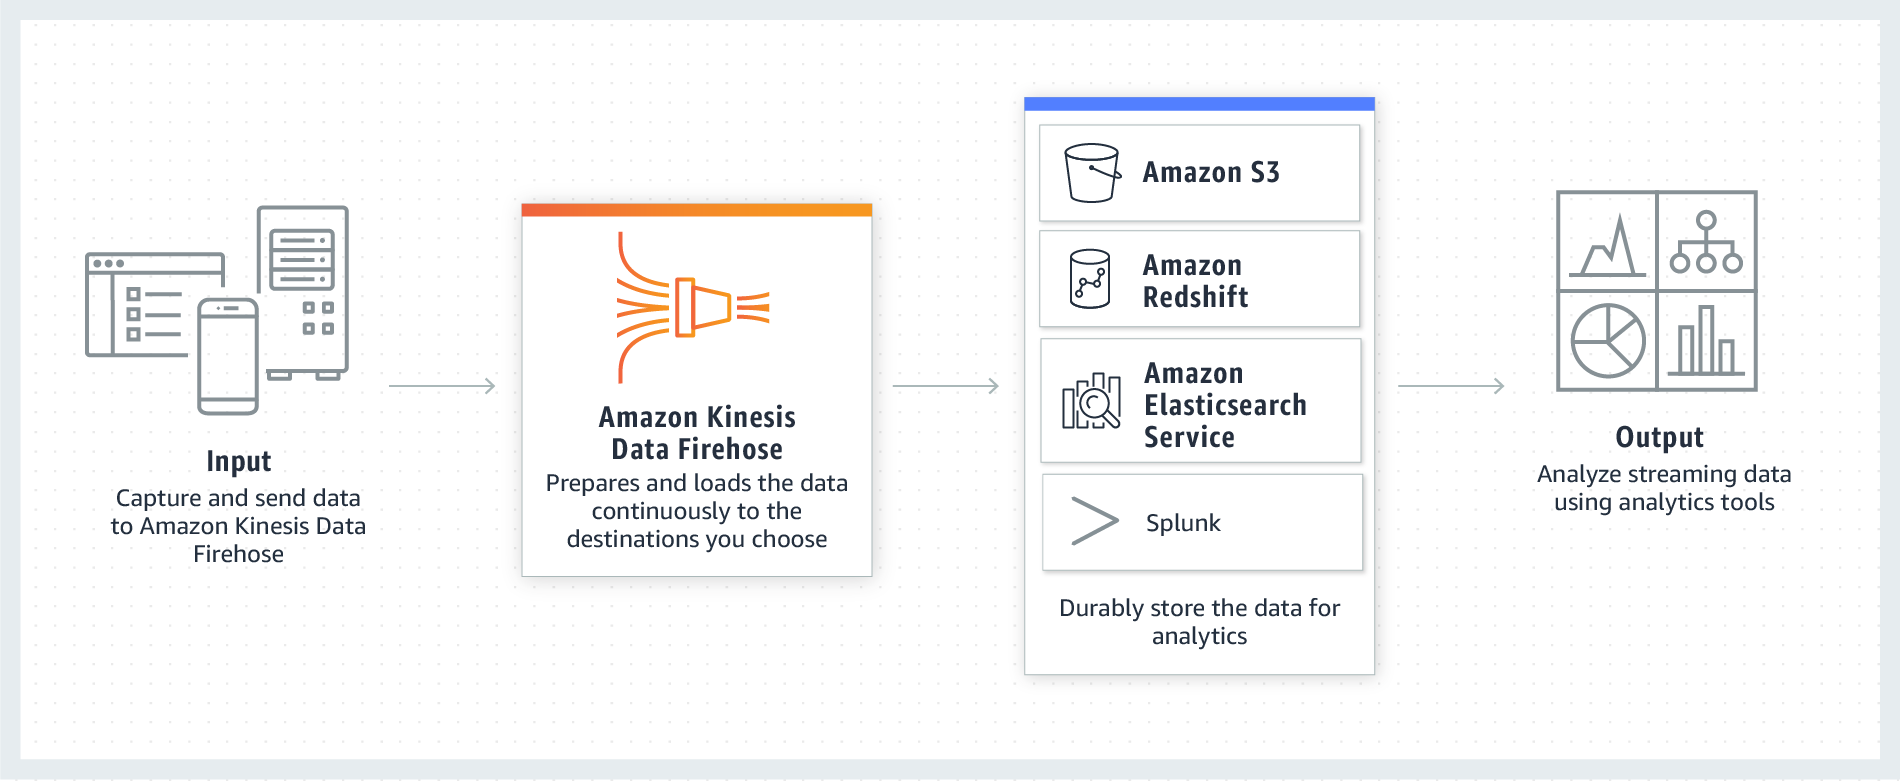 Input
Capture and send data
to Amazon Kinesis Data
Firehose
Amazon Kinesis
Data Firehose
Prepares and loads the data
continuously to the
destinations you choose
Amazon S3
Amazon
Redshift
Amazon
Elasticsearch
Service
Splunk
Durably store the data for
analytics
Output
Analyze streaming data
using analytics tools